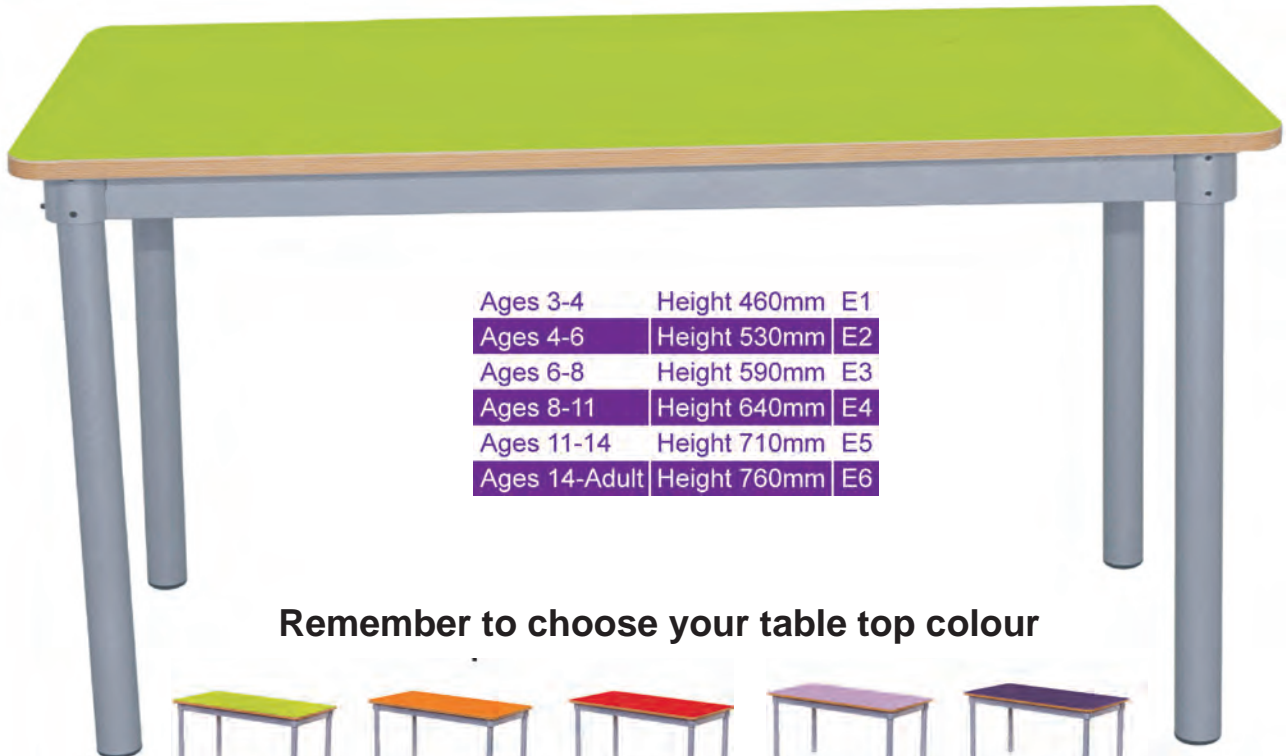 Ages 3-4 Height 460mm E1
Ages 4-6 Height 530mm E2
Ages 6-8 Height 590mm E3
Ages 8-11 Height 640mm E4
Ages 11-14 Height 710mm E5
Ages 14-Adult Height 760mm E6
Remember to choose your table top colour